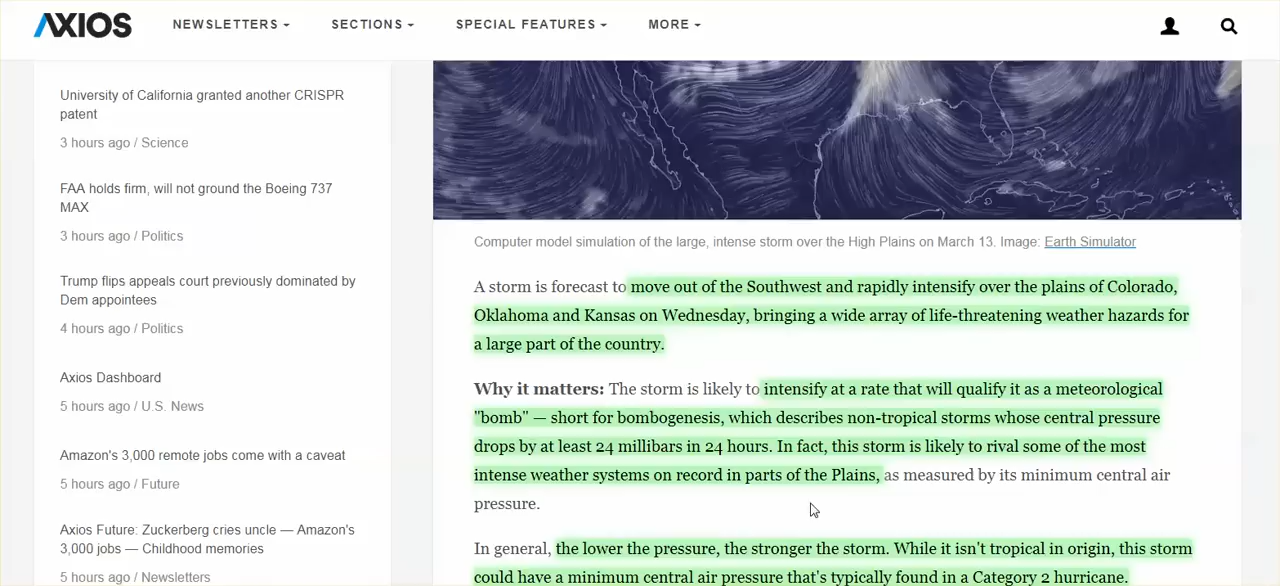 AXIOS NEWSLETTERS SECTIONS SPECIAL FEATURES MORE
University of California granted another CRISPR
patent
3 hours ago / Science
FAA holds firm, will not ground the Boeing 737
MAX
3 hours ago / Politics
Trump flips appeals court previously dominated by
Dem appointees
4 hours ago / Politics
Axios Dashboard
5 hours ago / U.S. News
Amazon's 3,000 remote jobs come with a caveat
5 hours ago / Future
Axios Future: Zuckerberg cries uncle — Amazon's
3,000 jobs — Childhood memories
5 hours ago / Newsletters
Computer model simulation of the large, intense storm over the High Plains on March 13. Image: Earth Simulator
A storm is forecast to move out of the Southwest and rapidly intensify over the plains of Colorado,
Oklahoma and Kansas on Wednesday, bringing a wide array of life-threatening weather hazards for
a large part of the country.
Why it matters: The storm is likely to intensify at a rate that will qualify it as a meteorological
"bomb" — short for bombogenesis, which describes non-tropical storms whose central pressure
drops by at least 24 millibars in 24 hours. In fact, this storm is likely to rival some of the most
intense weather systems on record in parts of the Plains, as measured by its minimum central air
pressure.
In general, the lower the pressure, the stronger the storm. While it isn't tropical in origin, this storm
could have a minimum central air pressure that's typically found in a Category 2 hurricane.